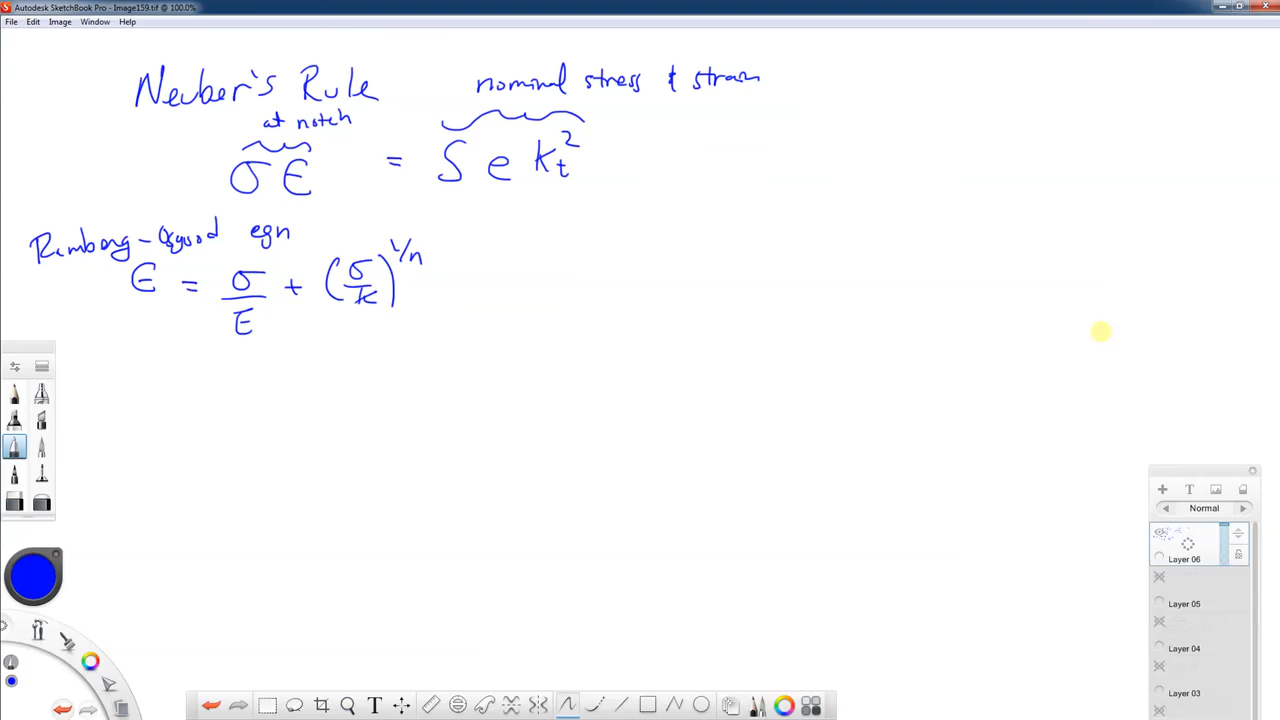 Autodesk SketchBook Pro - Image159.tif @ 100.0%
File Edit Image Window Help
Neuber's Rule
nominal stress & strain
at notch
σ ϵ = S e Kt²
Ramberg-Osgood eqn
ϵ = σ/E + (σ/K)^1/n
Normal
Layer 06
Layer 05
Layer 04
Layer 03